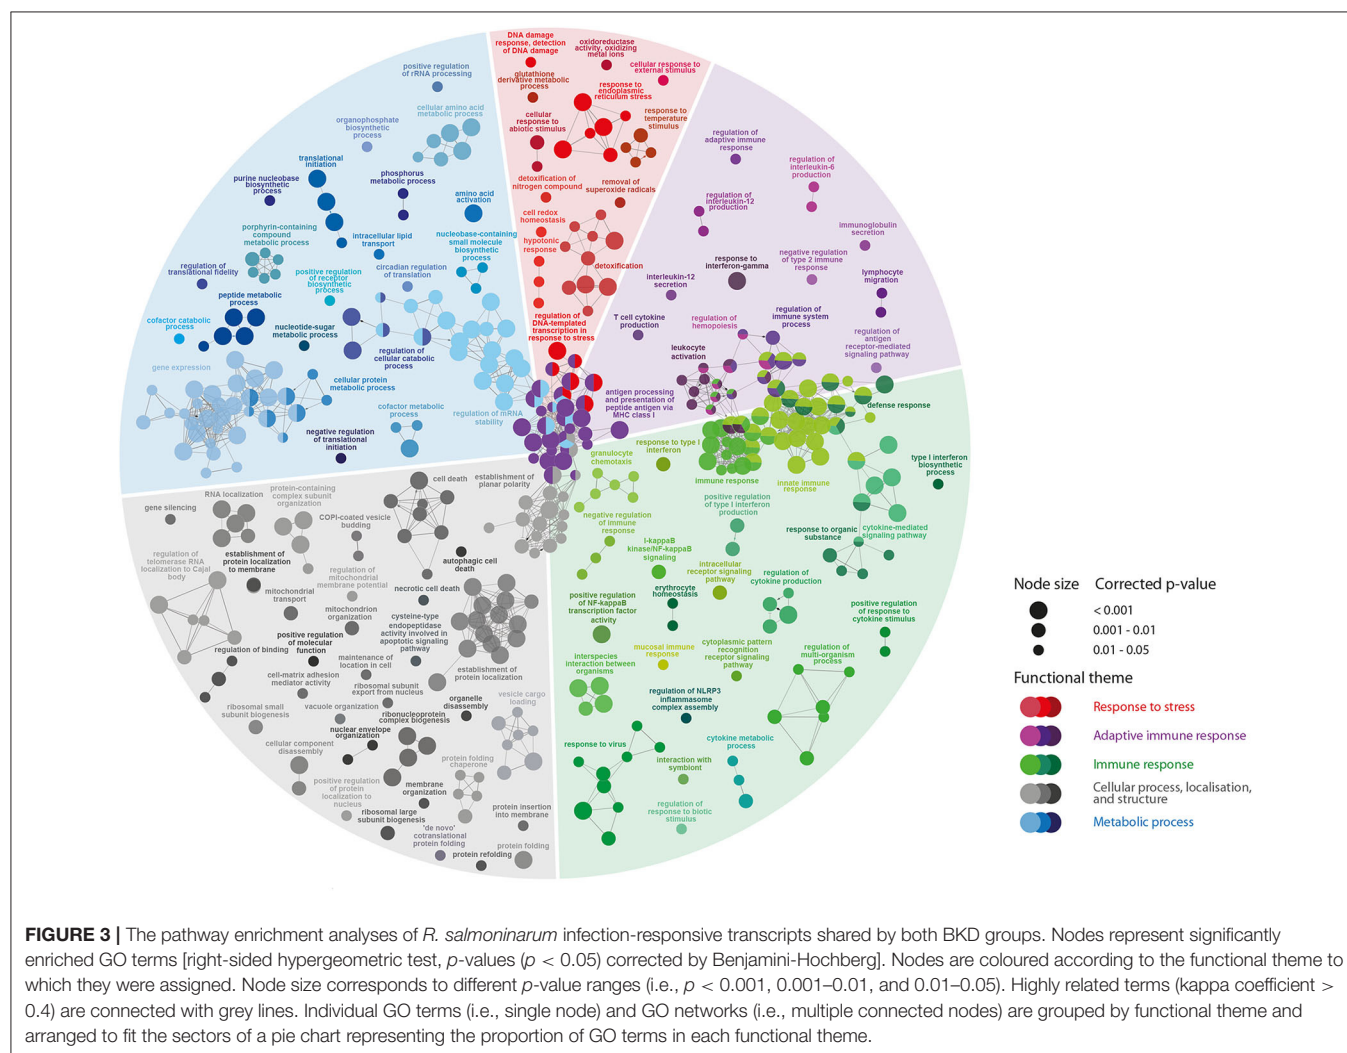 DNA damage
response, detection
of DNA damage
oxidoreductase
activity, oxidizing
metal ions
cellular response to
external stimulus
glutathione
derivative metabolic
process
response to
endoplasmic
reticulum stress
cellular
response to
abiotic stimulus
response to
temperature
stimulus
detoxification of
nitrogen compound
removal of
superoxide radicals
cell redox
homeostasis
hypotonic
response
detoxification
regulation of
DNA-templated
transcription in
response to stress
positive regulation
of rRNA processing
cellular amino acid
metabolic process
organophosphate
biosynthetic
process
translational
initiation
purine nucleobase
biosynthetic
process
phosphorus
metabolic process
amino acid
activation
porphyrin-containing
compound
metabolic process
intracellular lipid
transport
nucleobase-containing
small molecule
biosynthetic
process
regulation of
translational fidelity
positive regulation
of receptor
biosynthetic
process
circadian regulation
of translation
peptide metabolic
process
cofactor catabolic
process
nucleotide-sugar
metabolic process
regulation of
cellular catabolic
process
gene expression
cellular protein
metabolic process
cofactor metabolic
process
regulation of mRNA
stability
negative regulation
of translational
initiation
regulation of
adaptive immune
response
regulation of
interleukin-6
production
regulation of
interleukin-12
production
immunoglobulin
secretion
response to
interferon-gamma
negative regulation
of type 2 immune
response
interleukin-12
secretion
lymphocyte
migration
T cell cytokine
production
regulation of
hemopoiesis
regulation of
immune system
process
regulation of
antigen
receptor-mediated
signaling pathway
leukocyte
activation
antigen processing
and presentation of
peptide antigen via
MHC class I
defense response
response to type I
interferon
granulocyte
chemotaxis
immune response
innate immune
response
type I interferon
biosynthetic
process
positive regulation
of type I interferon
production
negative regulation
of immune
response
cytokine-mediated
signaling pathway
response to organic
substance
I-kappaB
kinase/NF-kappaB
signaling
intracellular
receptor signaling
pathway
regulation of
cytokine production
erythrocyte
homeostasis
positive regulation
of NF-kappaB
transcription factor
activity
positive regulation
of response to
cytokine stimulus
mucosal immune
response
cytoplasmic pattern
recognition
receptor signaling
pathway
regulation of
multi-organism
process
interspecies
interaction between
organisms
regulation of NLRP3
inflammasome
complex assembly
response to virus
cytokine metabolic
process
interaction with
symbiont
regulation of
response to biotic
stimulus
establishment of
planar polarity
cell death
RNA localization
protein-containing
complex subunit
organization
gene silencing
COPI-coated vesicle
budding
regulation of
telomerase RNA
localization to Cajal
body
establishment of
protein localization
to membrane
autophagic cell
death
regulation of
mitochondrial
membrane potential
necrotic cell death
mitochondrial
transport
mitochondrion
organization
cysteine-type
endopeptidase
activity involved in
apoptotic signaling
pathway
positive regulation
of molecular
function
regulation of binding
maintenance of
location in cell
establishment of
protein localization
cell-matrix adhesion
mediator activity
ribosomal subunit
export from nucleus
organelle
disassembly
vesicle cargo
loading
ribosomal small
subunit biogenesis
vacuole organization
ribonucleoprotein
complex biogenesis
nuclear envelope
organization
cellular component
disassembly
protein folding
chaperone
positive regulation
of protein
localization to
nucleus
membrane
organization
ribosomal large
subunit biogenesis
protein insertion
into membrane
'de novo'
cotranslational
protein folding
protein refolding
protein folding
Node size Corrected p-value
< 0.001
0.001 - 0.01
0.01 - 0.05
Functional theme
Response to stress
Adaptive immune response
Immune response
Cellular process, localisation,
and structure
Metabolic process
FIGURE 3 | The pathway enrichment analyses of R. salmoninarum infection-responsive transcripts shared by both BKD groups. Nodes represent significantly
enriched GO terms [right-sided hypergeometric test, p-values (p < 0.05) corrected by Benjamini-Hochberg]. Nodes are coloured according to the functional theme to
which they were assigned. Node size corresponds to different p-value ranges (i.e., p < 0.001, 0.001–0.01, and 0.01–0.05). Highly related terms (kappa coefficient >
0.4) are connected with grey lines. Individual GO terms (i.e., single node) and GO networks (i.e., multiple connected nodes) are grouped by functional theme and
arranged to fit the sectors of a pie chart representing the proportion of GO terms in each functional theme.